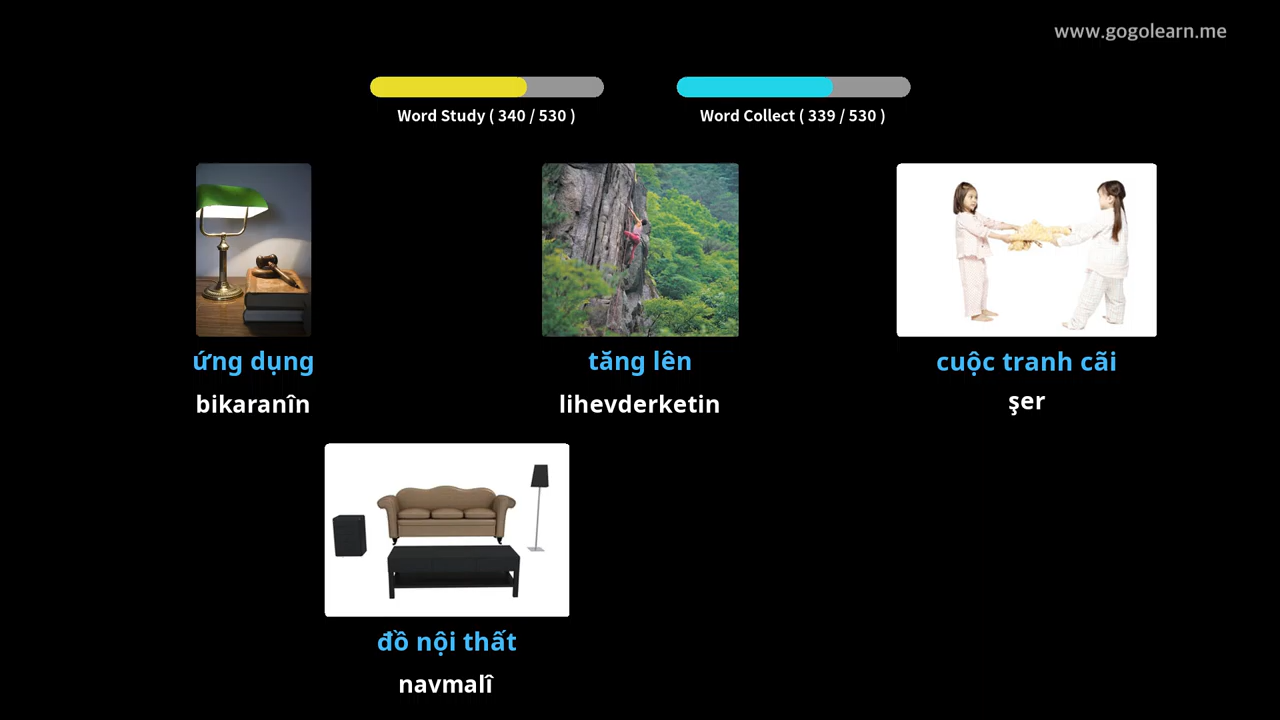 www.gogolearn.me
Word Study ( 340 / 530 )
Word Collect ( 339 / 530 )
ứng dụng
bikaranîn
tăng lên
lihevderketin
cuộc tranh cãi
şer
đồ nội thất
navmalî